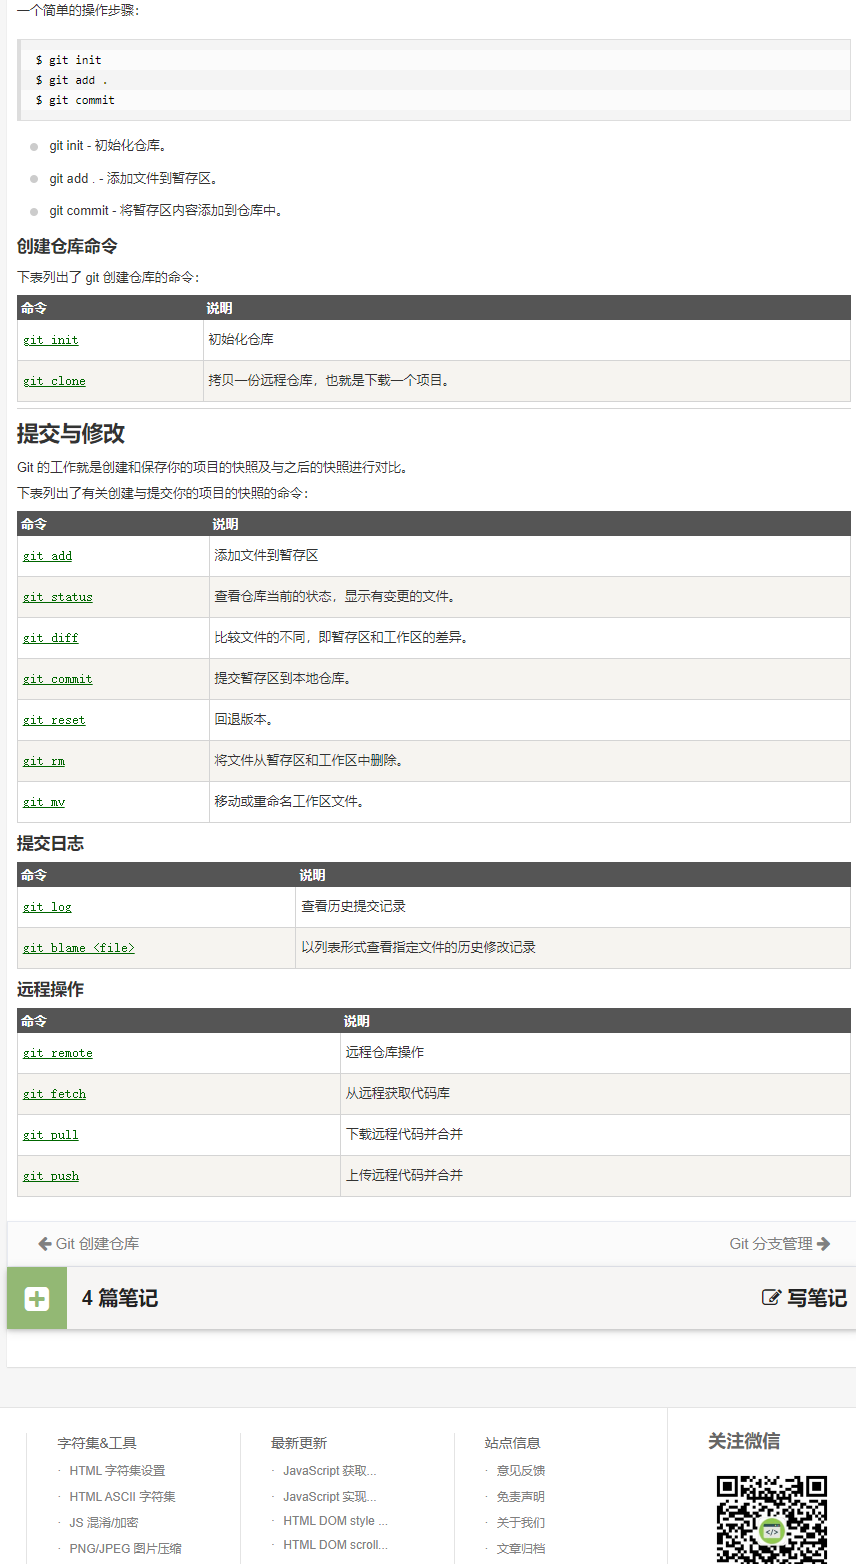 一个简单的操作步骤：
$ git init
$ git add .
$ git commit
git init - 初始化仓库。
git add . - 添加文件到暂存区。
git commit - 将暂存区内容添加到仓库中。
创建仓库命令
下表列出了 git 创建仓库的命令：
命令 说明
git init 初始化仓库
git clone 拷贝一份远程仓库，也就是下载一个项目。
提交与修改
Git 的工作就是创建和保存你的项目的快照及与之后的快照进行对比。
下表列出了有关创建与提交你的项目的快照的命令：
命令 说明
git add 添加文件到暂存区
git status 查看仓库当前的状态，显示有变更的文件。
git diff 比较文件的不同，即暂存区和工作区的差异。
git commit 提交暂存区到本地仓库。
git reset 回退版本。
git rm 将文件从暂存区和工作区中删除。
git mv 移动或重命名工作区文件。
提交日志
命令 说明
git log 查看历史提交记录
git blame <file> 以列表形式查看指定文件的历史修改记录
远程操作
命令 说明
git remote 远程仓库操作
git fetch 从远程获取代码库
git pull 下载远程代码并合并
git push 上传远程代码并合并
Git 创建仓库 Git 分支管理
4 篇笔记 写笔记
字符集&工具
· HTML 字符集设置
· HTML ASCII 字符集
· JS 混淆/加密
· PNG/JPEG 图片压缩
最新更新
· JavaScript 获取...
· JavaScript 实现...
· HTML DOM style ...
· HTML DOM scroll...
站点信息
· 意见反馈
· 免责声明
· 关于我们
· 文章归档
关注微信